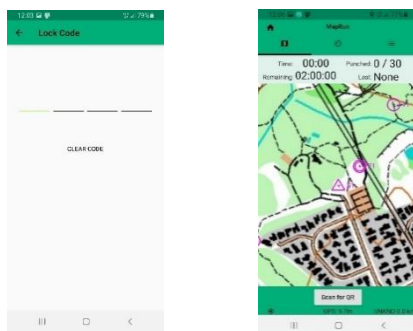 12:03
79%
Lock Code
CLEAR CODE
MapRun
Time: 00:00 Punched: 0 / 30
Remaining: 02:00:00 Last: None
Scan for QR